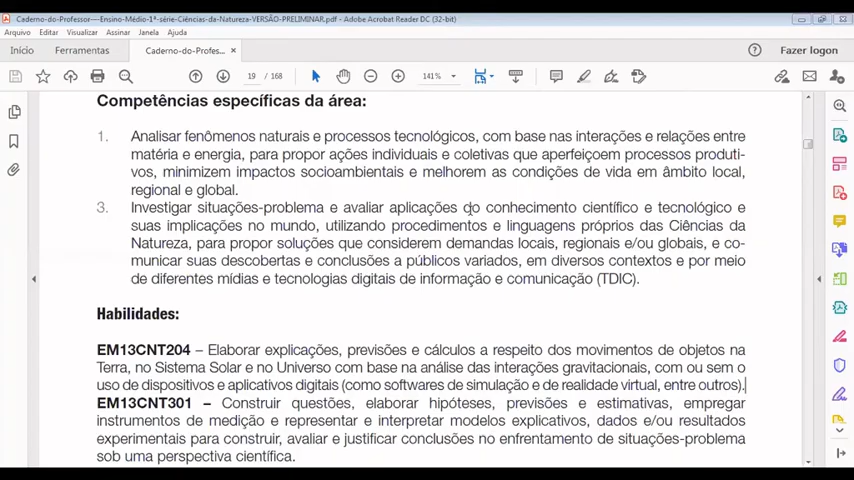 Caderno-do-Professor----Ensino-Médio-1ª-série-Ciências-da-Natureza-VERSÃO-PRELIMINAR.pdf - Adobe Acrobat Reader DC (32-bit)
Arquivo Editar Visualizar Assinar Janela Ajuda
Início Ferramentas Caderno-do-Profes... × Fazer logon
19 / 168 141%
Competências específicas da área:
1. Analisar fenômenos naturais e processos tecnológicos, com base nas interações e relações entre
matéria e energia, para propor ações individuais e coletivas que aperfeiçoem processos produti-
vos, minimizem impactos socioambientais e melhorem as condições de vida em âmbito local,
regional e global.
3. Investigar situações-problema e avaliar aplicações do conhecimento científico e tecnológico e
suas implicações no mundo, utilizando procedimentos e linguagens próprios das Ciências da
Natureza, para propor soluções que considerem demandas locais, regionais e/ou globais, e co-
municar suas descobertas e conclusões a públicos variados, em diversos contextos e por meio
de diferentes mídias e tecnologias digitais de informação e comunicação (TDIC).
Habilidades:
EM13CNT204 – Elaborar explicações, previsões e cálculos a respeito dos movimentos de objetos na
Terra, no Sistema Solar e no Universo com base na análise das interações gravitacionais, com ou sem o
uso de dispositivos e aplicativos digitais (como softwares de simulação e de realidade virtual, entre outros).
EM13CNT301 – Construir questões, elaborar hipóteses, previsões e estimativas, empregar
instrumentos de medição e representar e interpretar modelos explicativos, dados e/ou resultados
experimentais para construir, avaliar e justificar conclusões no enfrentamento de situações-problema
sob uma perspectiva científica.